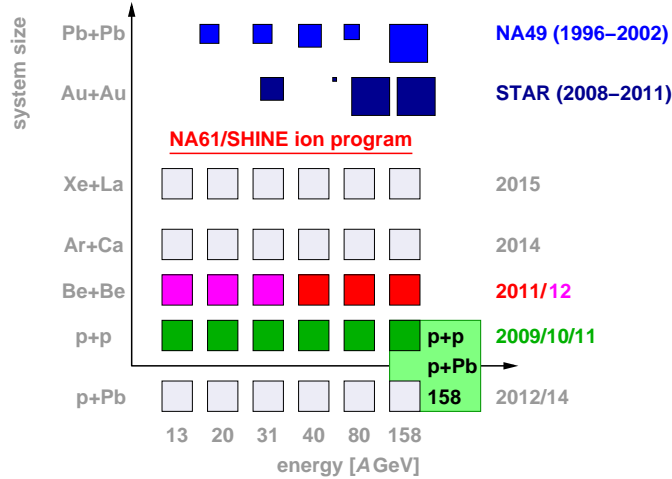 system size
Pb+Pb
NA49 (1996–2002)
Au+Au
STAR (2008–2011)
NA61/SHINE ion program
Xe+La
2015
Ar+Ca
2014
Be+Be
2011/12
p+p
p+p
2009/10/11
p+Pb
p+Pb
158
2012/14
13 20 31 40 80 158
energy [A GeV]